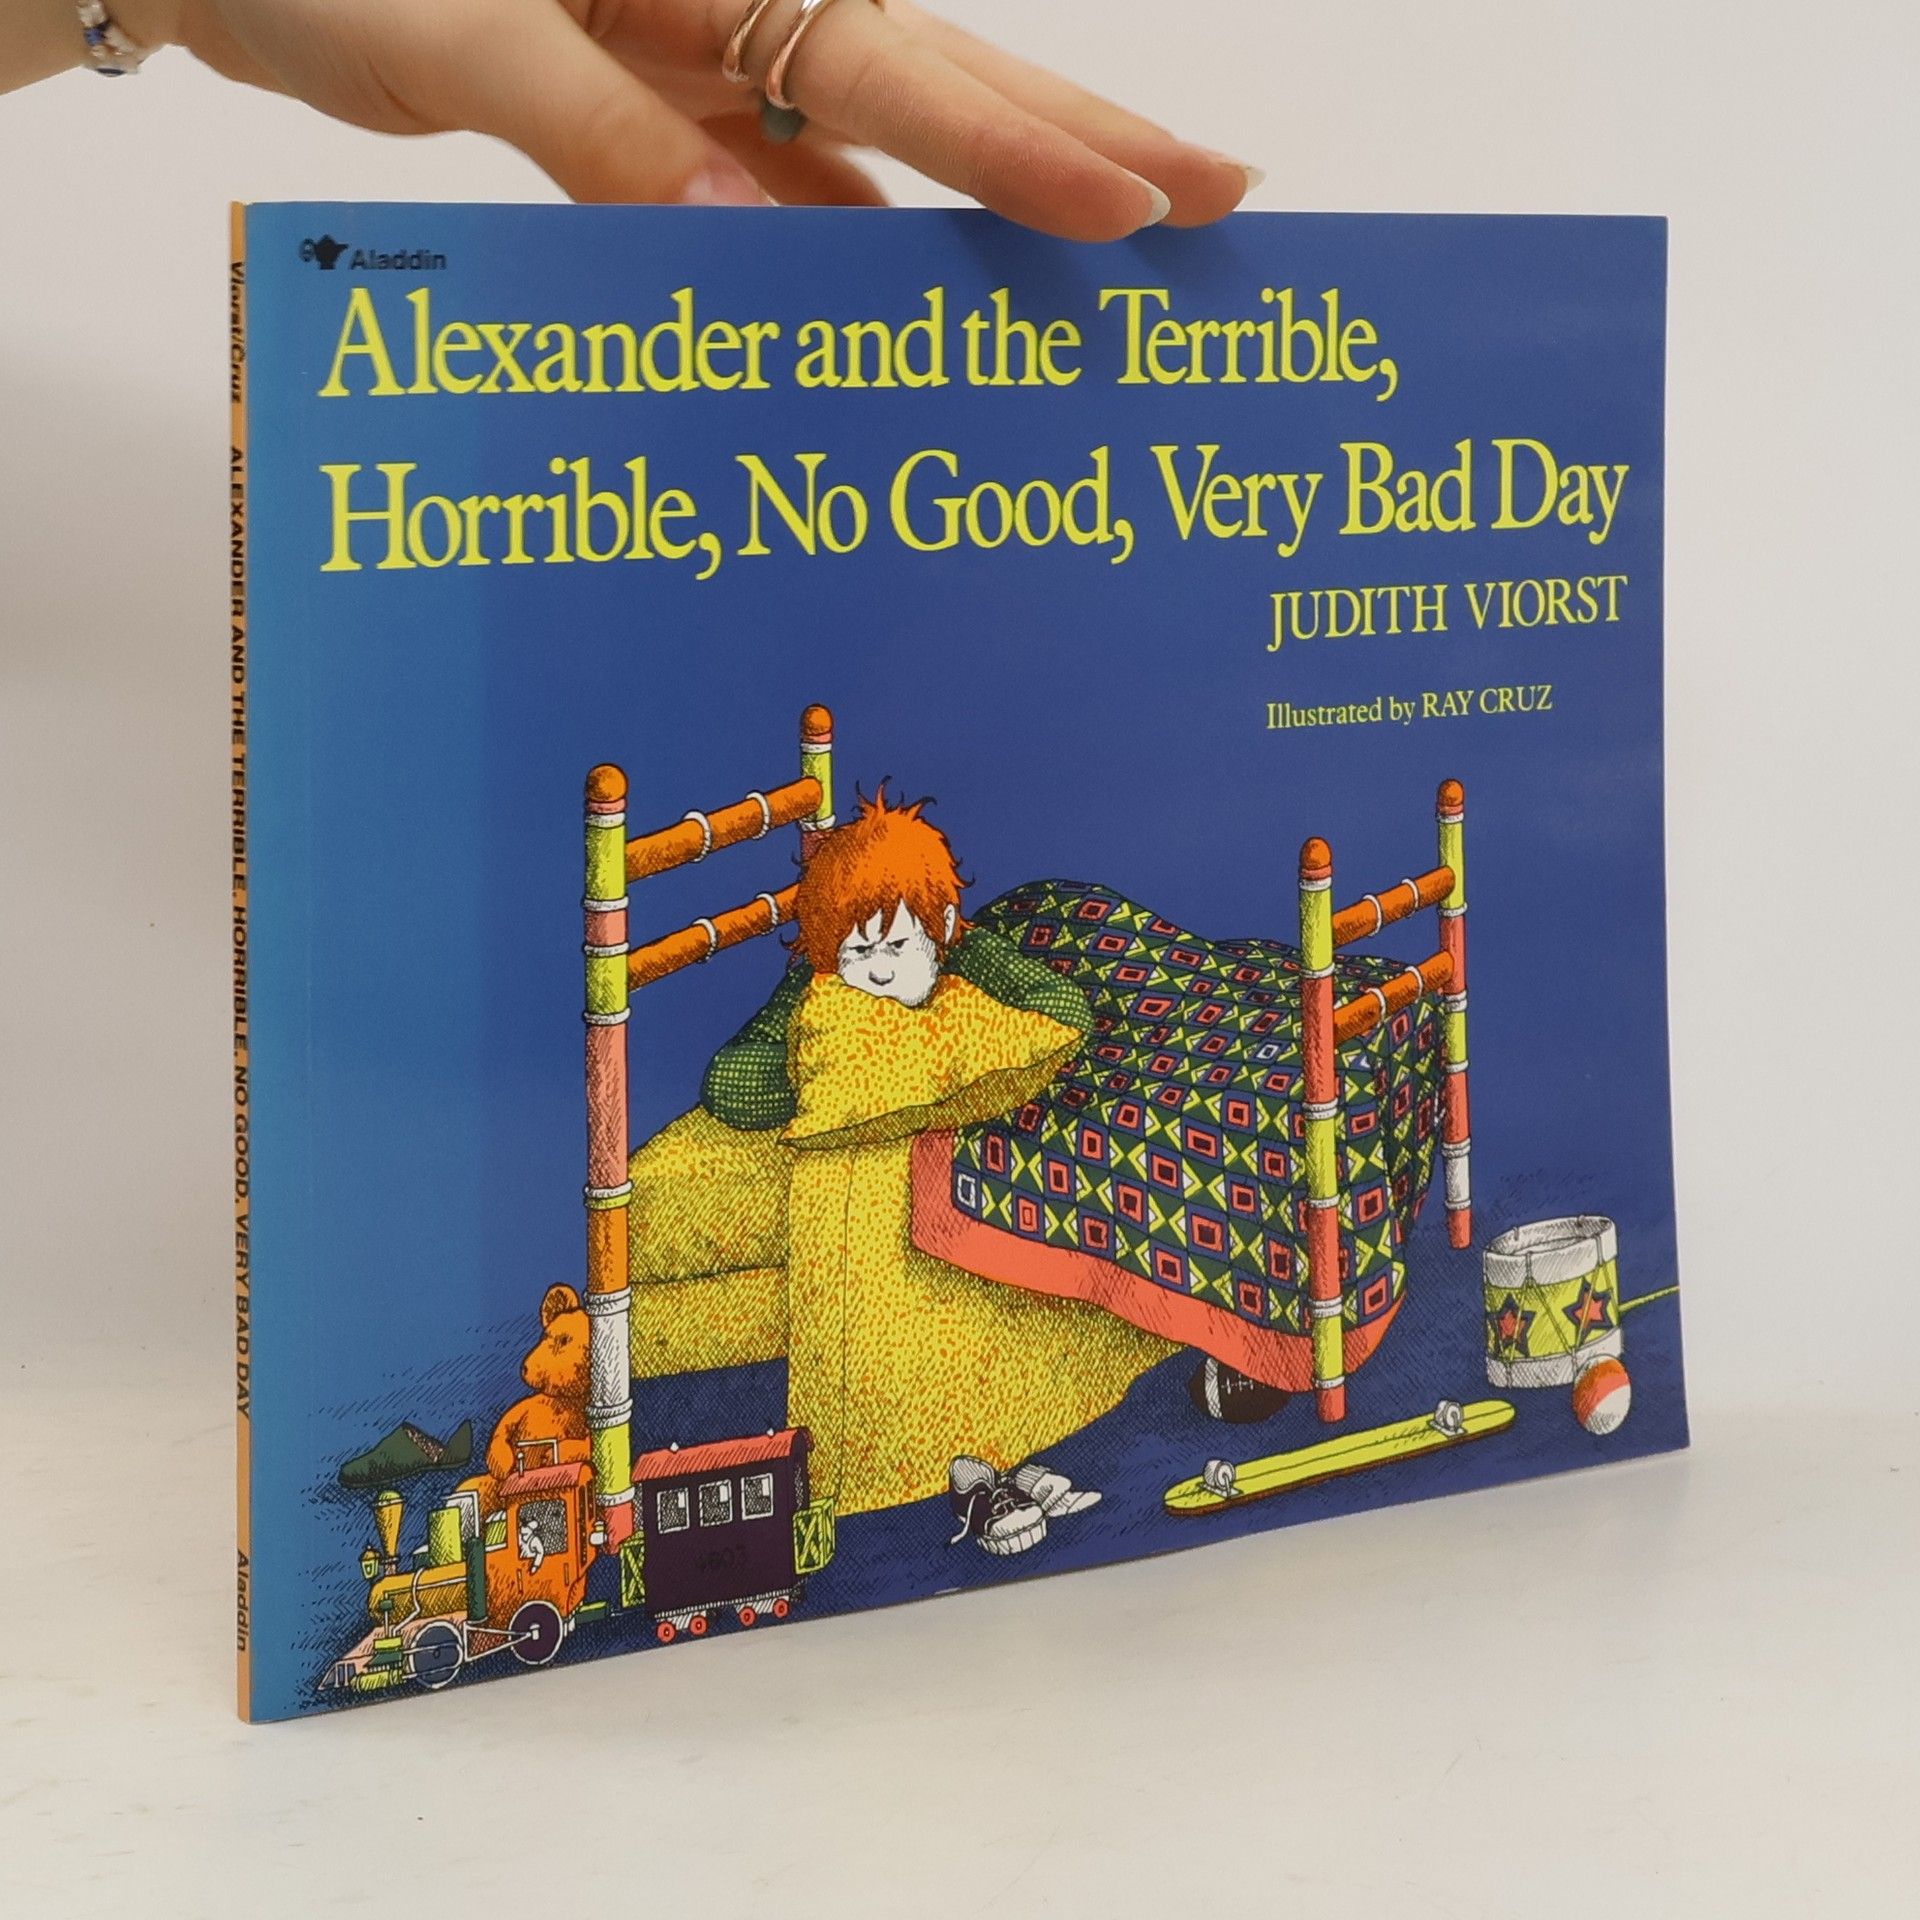 Aladdin
Alexander and the Terrible,
Horrible, No Good, Very Bad Day
JUDITH VIORST
Illustrated by RAY CRUZ
Viorst/Cruz ALEXANDER AND THE TERRIBLE, HORRIBLE, NO GOOD, VERY BAD DAY Aladdin